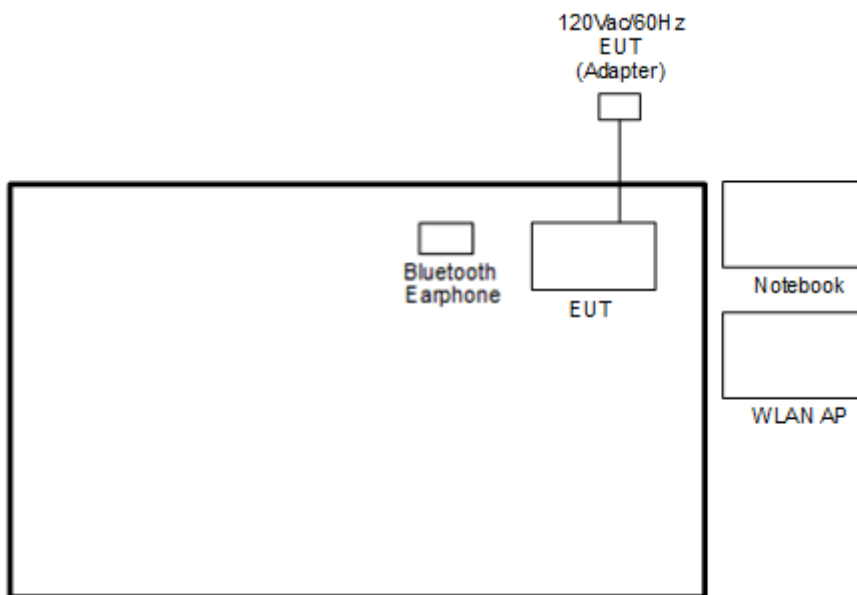 120Vac/60Hz
EUT
(Adapter)
Bluetooth
Earphone
EUT
Notebook
WLAN AP